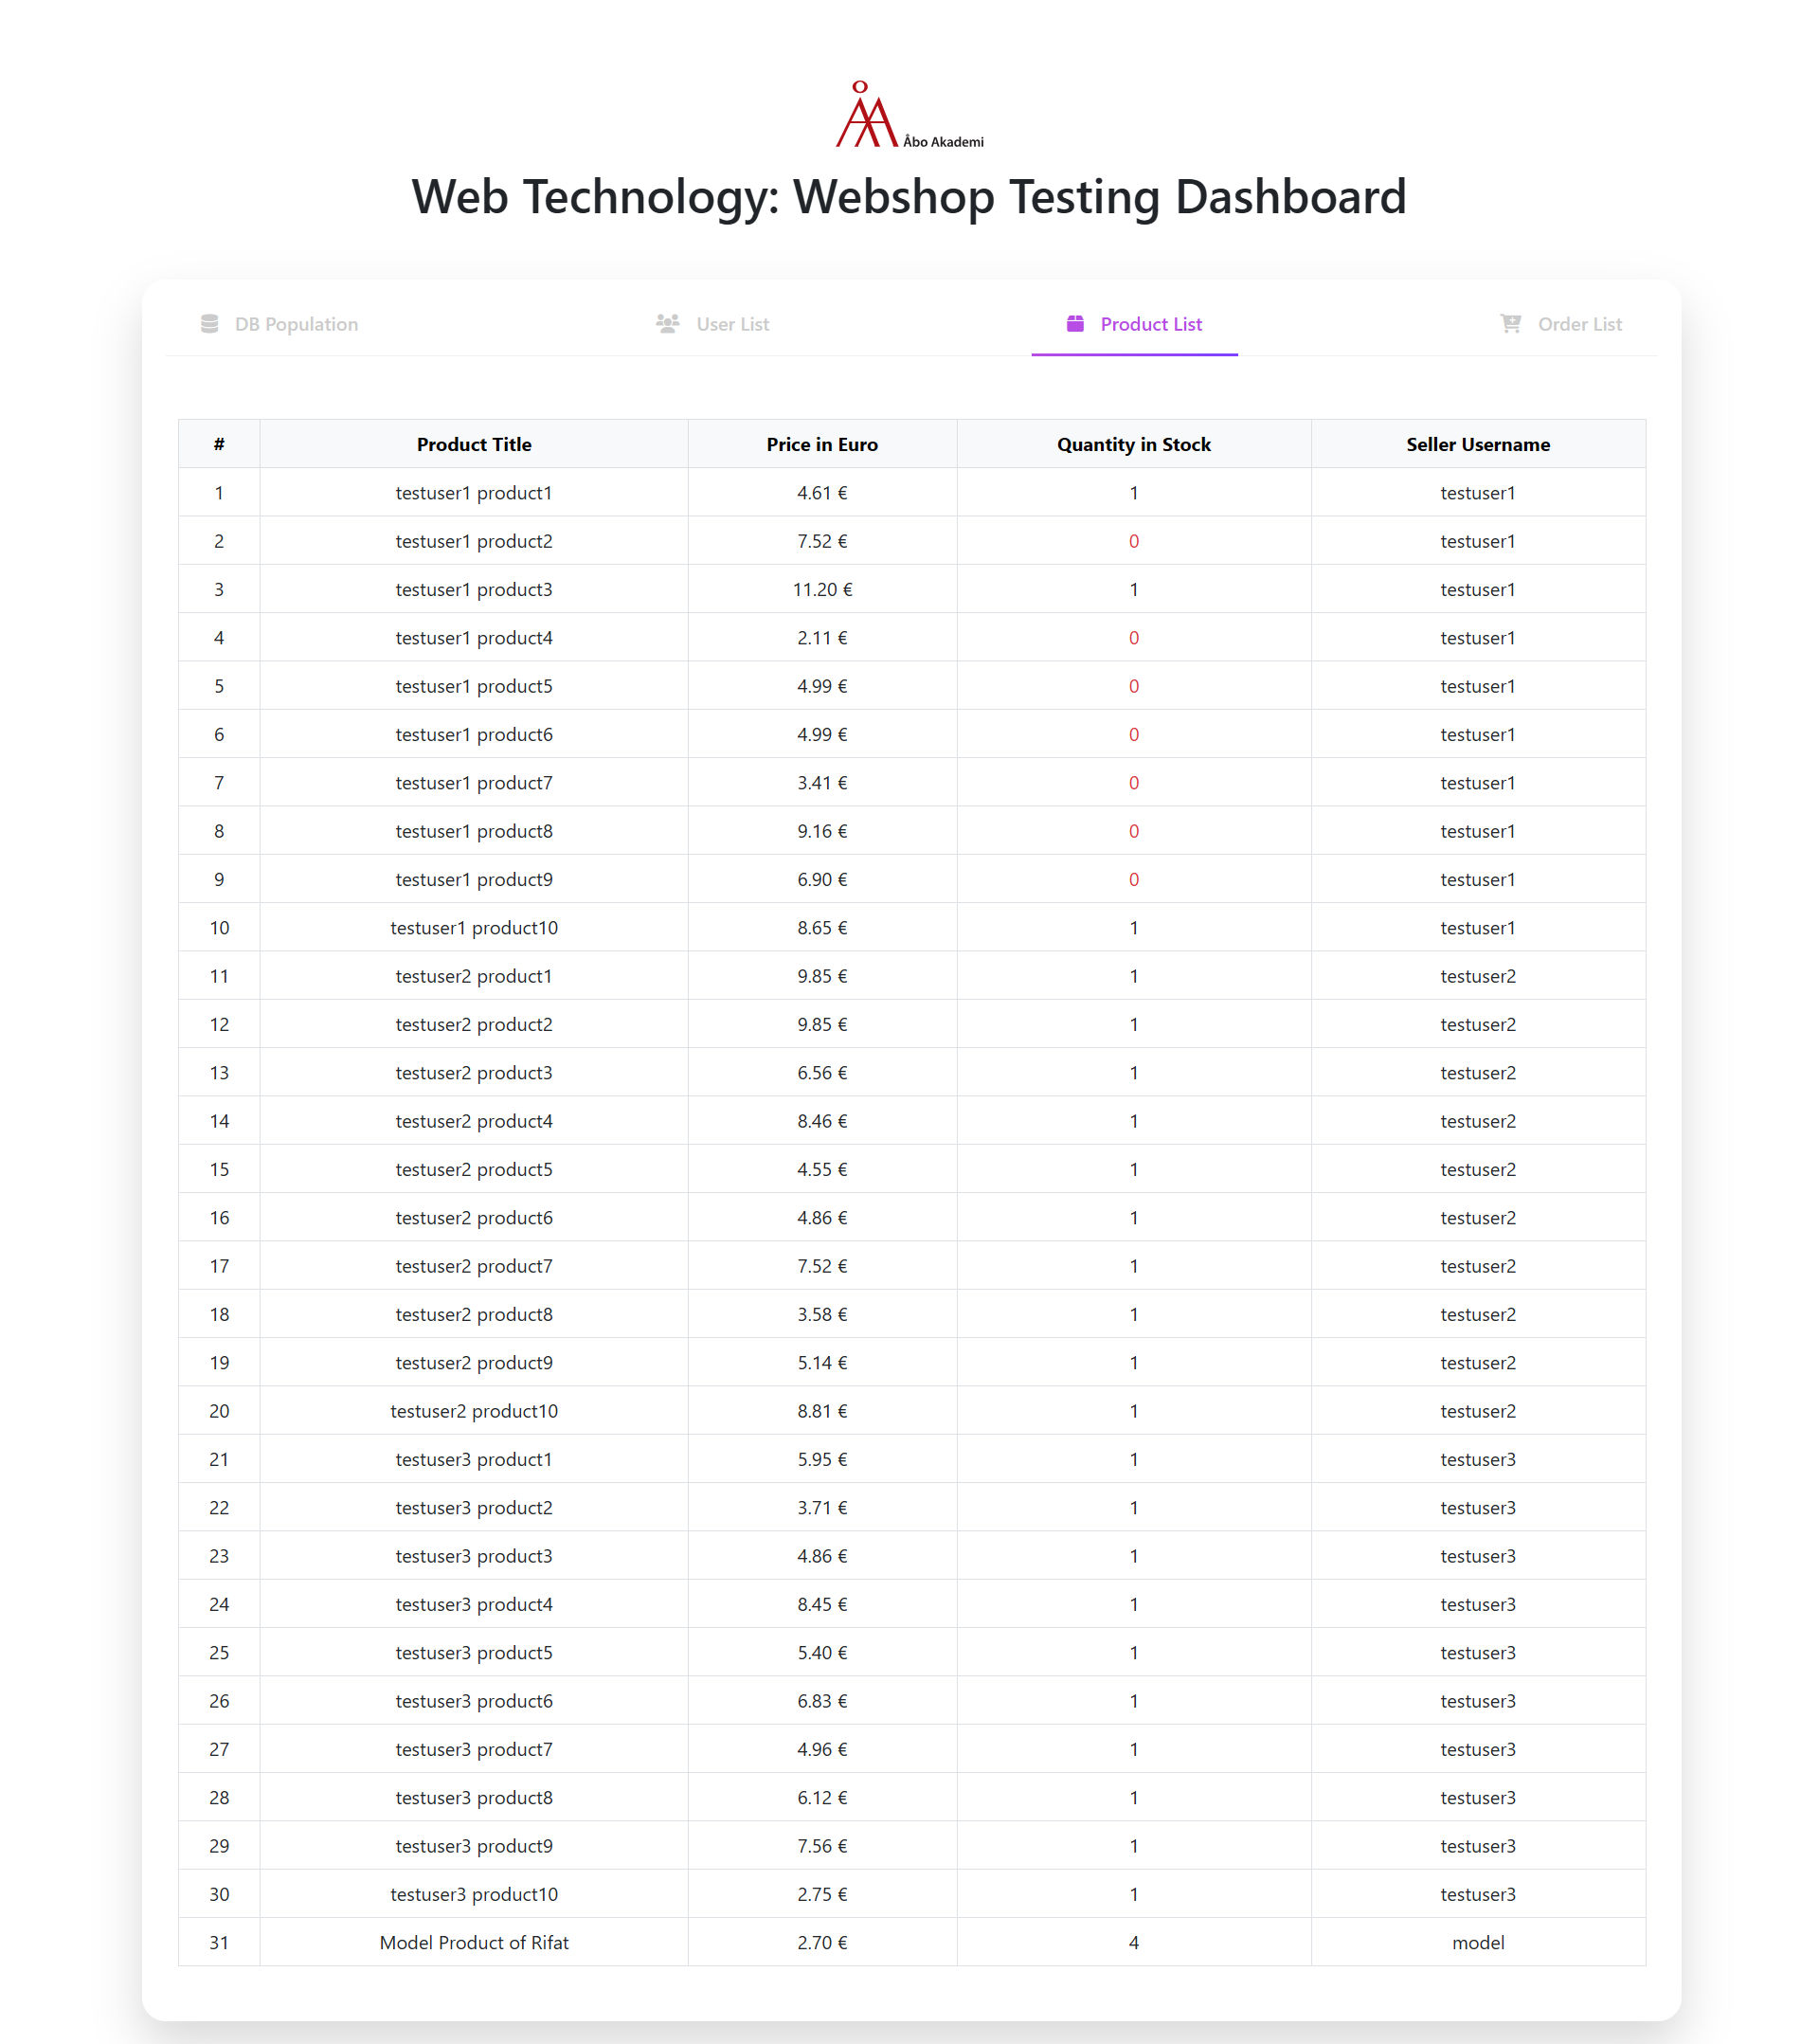 Åbo Akademi
Web Technology: Webshop Testing Dashboard
DB Population User List Product List Order List
# Product Title Price in Euro Quantity in Stock Seller Username
1 testuser1 product1 4.61 € 1 testuser1
2 testuser1 product2 7.52 € 0 testuser1
3 testuser1 product3 11.20 € 1 testuser1
4 testuser1 product4 2.11 € 0 testuser1
5 testuser1 product5 4.99 € 0 testuser1
6 testuser1 product6 4.99 € 0 testuser1
7 testuser1 product7 3.41 € 0 testuser1
8 testuser1 product8 9.16 € 0 testuser1
9 testuser1 product9 6.90 € 0 testuser1
10 testuser1 product10 8.65 € 1 testuser1
11 testuser2 product1 9.85 € 1 testuser2
12 testuser2 product2 9.85 € 1 testuser2
13 testuser2 product3 6.56 € 1 testuser2
14 testuser2 product4 8.46 € 1 testuser2
15 testuser2 product5 4.55 € 1 testuser2
16 testuser2 product6 4.86 € 1 testuser2
17 testuser2 product7 7.52 € 1 testuser2
18 testuser2 product8 3.58 € 1 testuser2
19 testuser2 product9 5.14 € 1 testuser2
20 testuser2 product10 8.81 € 1 testuser2
21 testuser3 product1 5.95 € 1 testuser3
22 testuser3 product2 3.71 € 1 testuser3
23 testuser3 product3 4.86 € 1 testuser3
24 testuser3 product4 8.45 € 1 testuser3
25 testuser3 product5 5.40 € 1 testuser3
26 testuser3 product6 6.83 € 1 testuser3
27 testuser3 product7 4.96 € 1 testuser3
28 testuser3 product8 6.12 € 1 testuser3
29 testuser3 product9 7.56 € 1 testuser3
30 testuser3 product10 2.75 € 1 testuser3
31 Model Product of Rifat 2.70 € 4 model